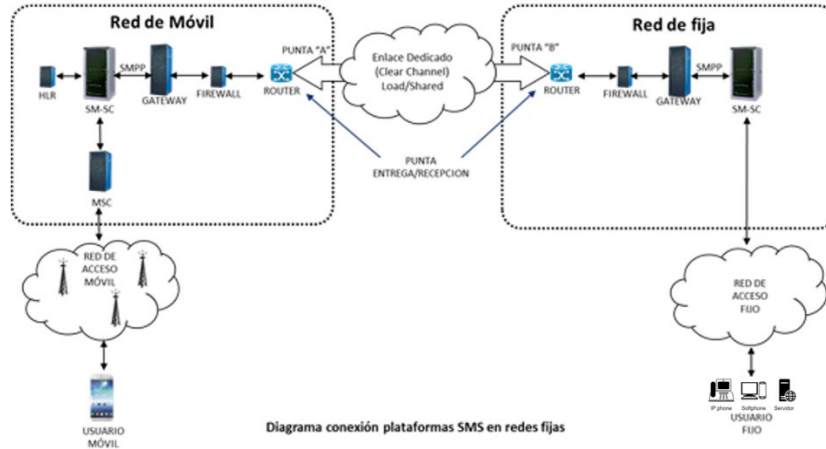 Red de Móvil
Red de fija
PUNTA "A"
Enlace Dedicado
(Clear Channel)
Load/Shared
PUNTA "B"
HLR
SM-SC
SMPP
GATEWAY
FIREWALL
ROUTER
ROUTER
FIREWALL
GATEWAY
SMPP
SM-SC
PUNTA
ENTREGA/RECEPCION
MSC
RED DE
ACCESO
MÓVIL
RED DE
ACCESO
FIJO
USUARIO
MÓVIL
IP phone
Softphone
Servidor
USUARIO
FIJO
Diagrama conexión plataformas SMS en redes fijas